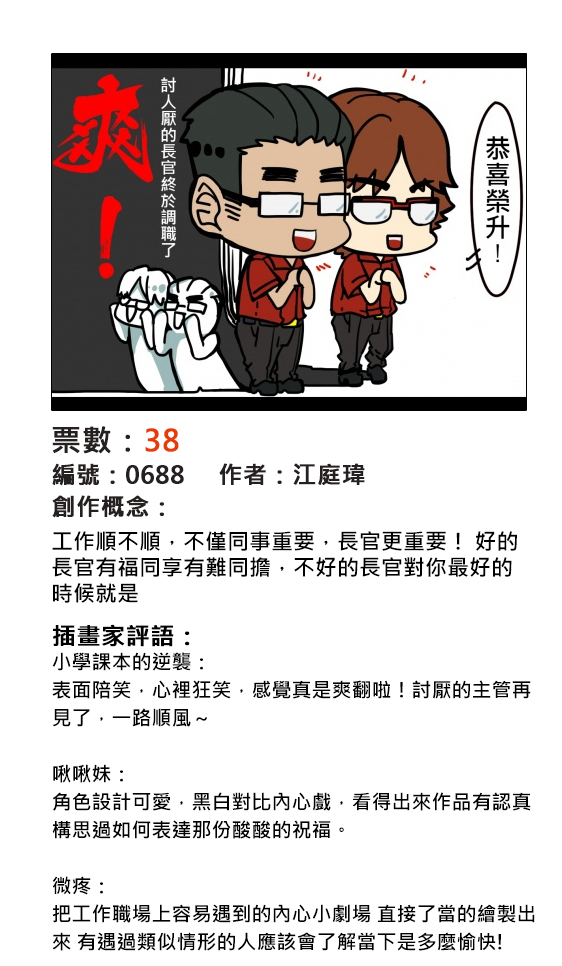 爽！
討人厭的長官終於調職了
恭喜榮升！
票數：38
編號：0688 作者：江庭瑋
創作概念：
工作順不順，不僅同事重要，長官更重要！ 好的
長官有福同享有難同擔，不好的長官對你最好的
時候就是
插畫家評語：
小學課本的逆襲：
表面陪笑，心裡狂笑，感覺真是爽翻啦！討厭的主管再
見了，一路順風～
啾啾妹：
角色設計可愛，黑白對比內心戲，看得出來作品有認真
構思過如何表達那份酸酸的祝福。
微疼：
把工作職場上容易遇到的內心小劇場 直接了當的繪製出
來 有遇過類似情形的人應該會了解當下是多麼愉快!